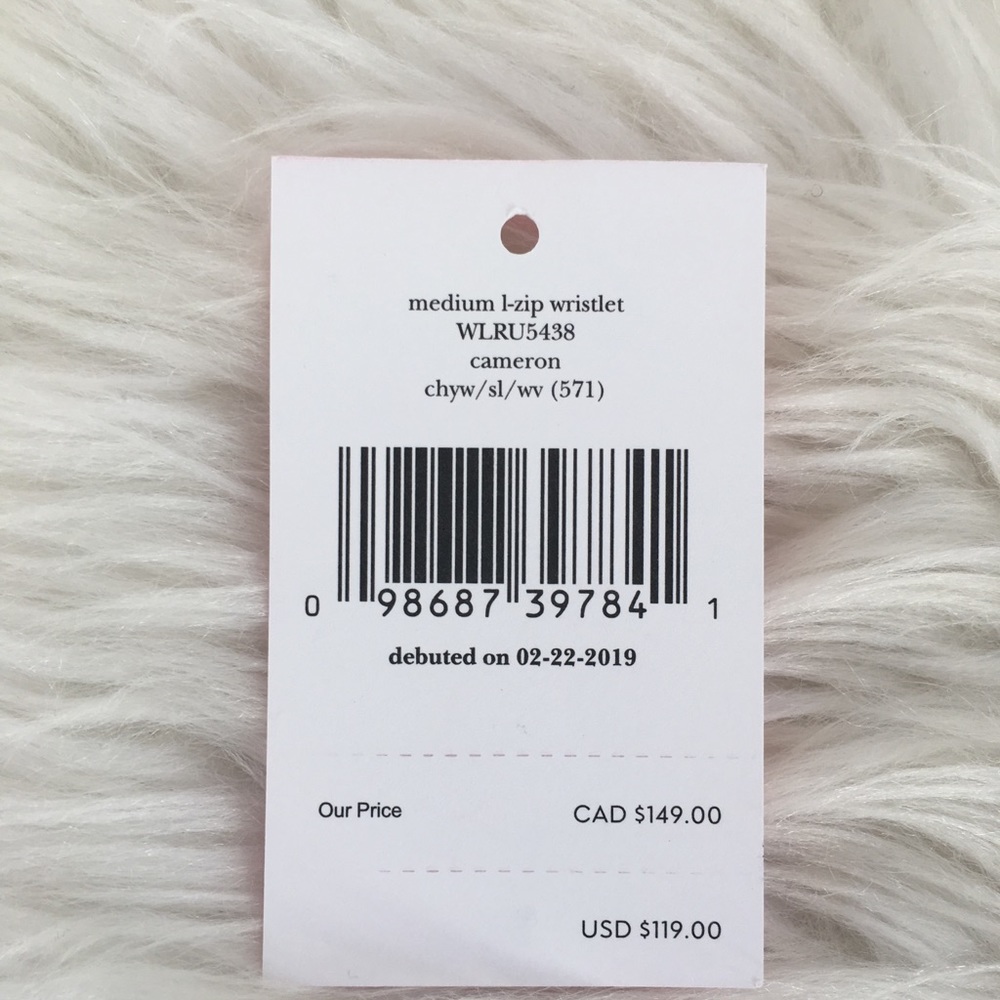 medium l-zip wristlet
WLRU5438
cameron
chyw/sl/wv (571)
0 98687 39784 1
debuted on 02-22-2019
Our Price CAD $149.00
USD $119.00